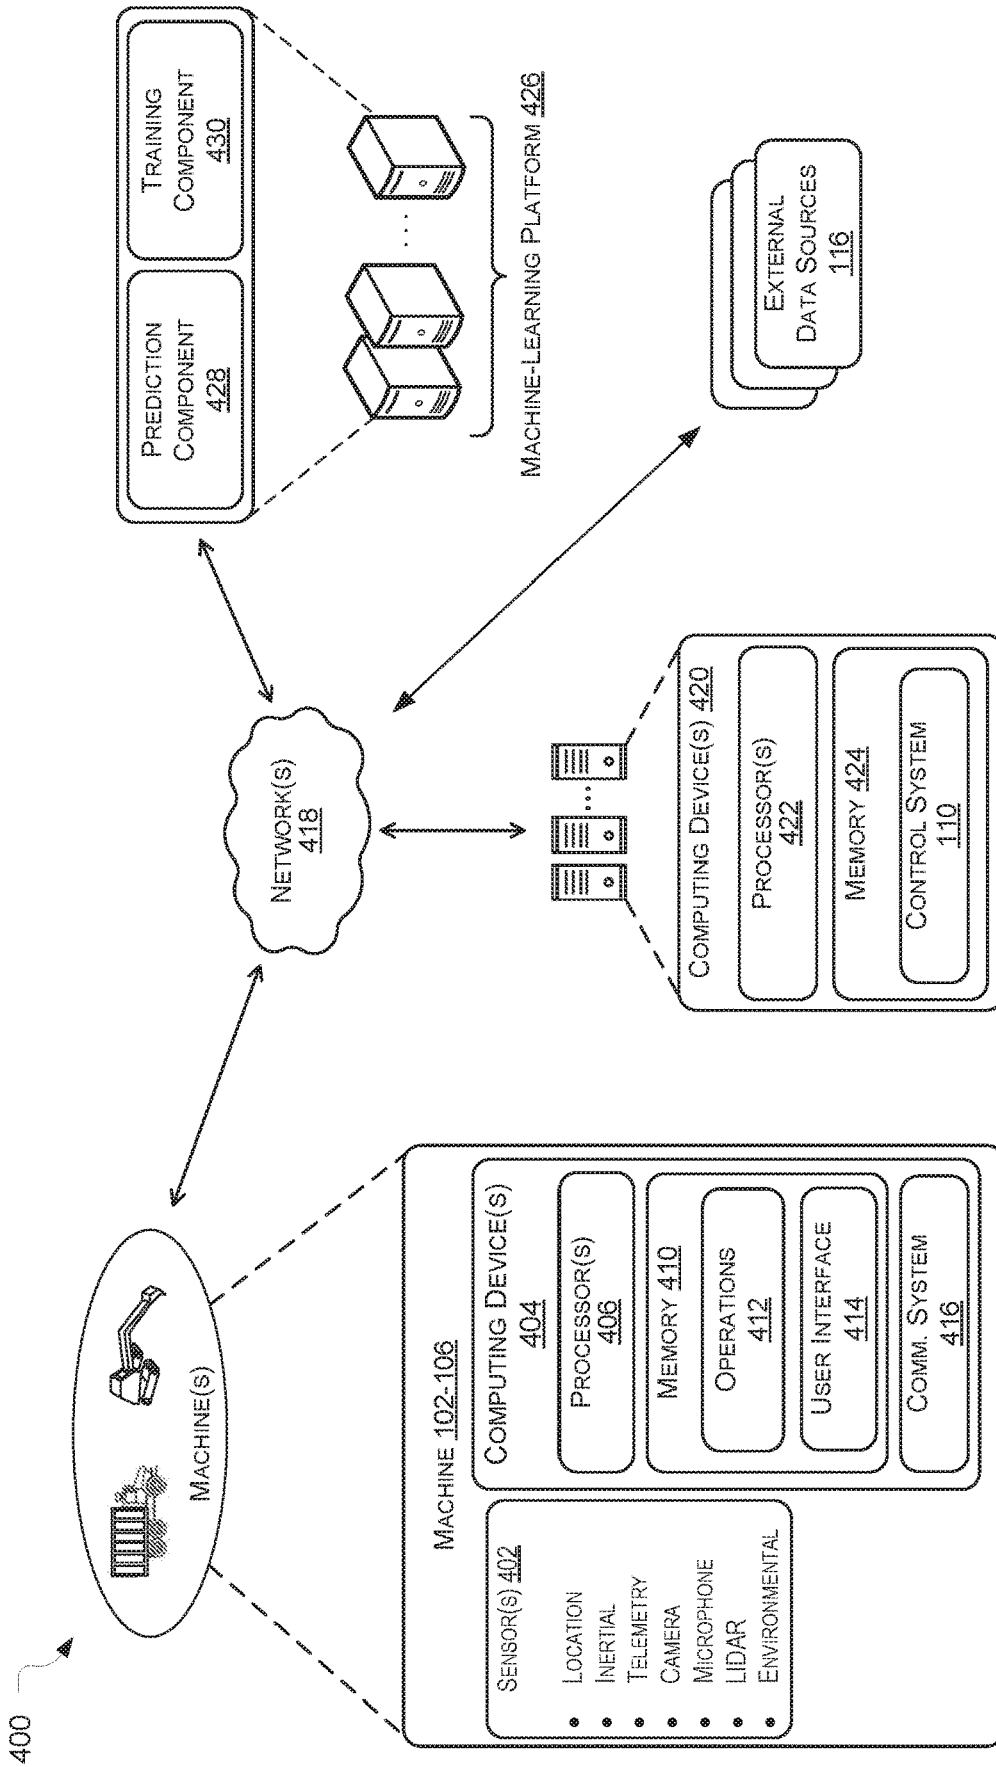 400
MACHINE(S)
MACHINE 102-106
SENSOR(S) 402
• LOCATION
• INERTIAL
• TELEMETRY
• CAMERA
• MICROPHONE
• LIDAR
• ENVIRONMENTAL
COMPUTING DEVICE(S)
404
PROCESSOR(S)
406
MEMORY 410
OPERATIONS
412
USER INTERFACE
414
COMM. SYSTEM
416
NETWORK(S)
418
COMPUTING DEVICE(S) 420
PROCESSOR(S)
422
MEMORY 424
CONTROL SYSTEM
110
PREDICTION
COMPONENT
428
TRAINING
COMPONENT
430
MACHINE-LEARNING PLATFORM 426
EXTERNAL
DATA SOURCES
116